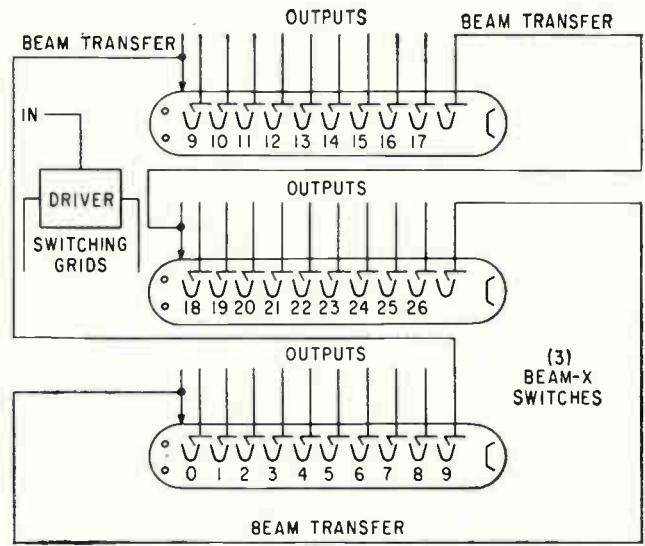 OUTPUTS
BEAM TRANSFER
BEAM TRANSFER
IN
9 10 11 12 13 14 15 16 17
DRIVER
SWITCHING
GRIDS
OUTPUTS
18 19 20 21 22 23 24 25 26
OUTPUTS
(3)
BEAM-X
SWITCHES
0 1 2 3 4 5 6 7 8 9
BEAM TRANSFER